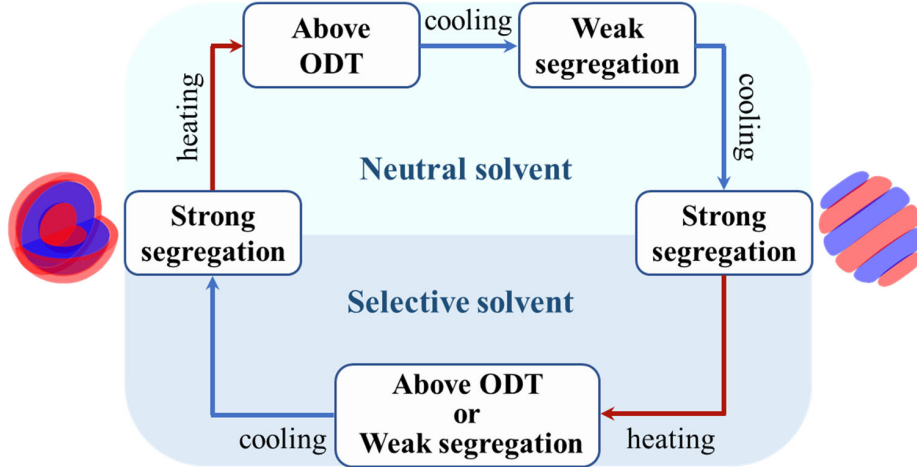 Above
ODT
cooling
Weak
segregation
heating
cooling
Neutral solvent
Strong
segregation
Strong
segregation
Selective solvent
Above ODT
or
Weak segregation
cooling
heating